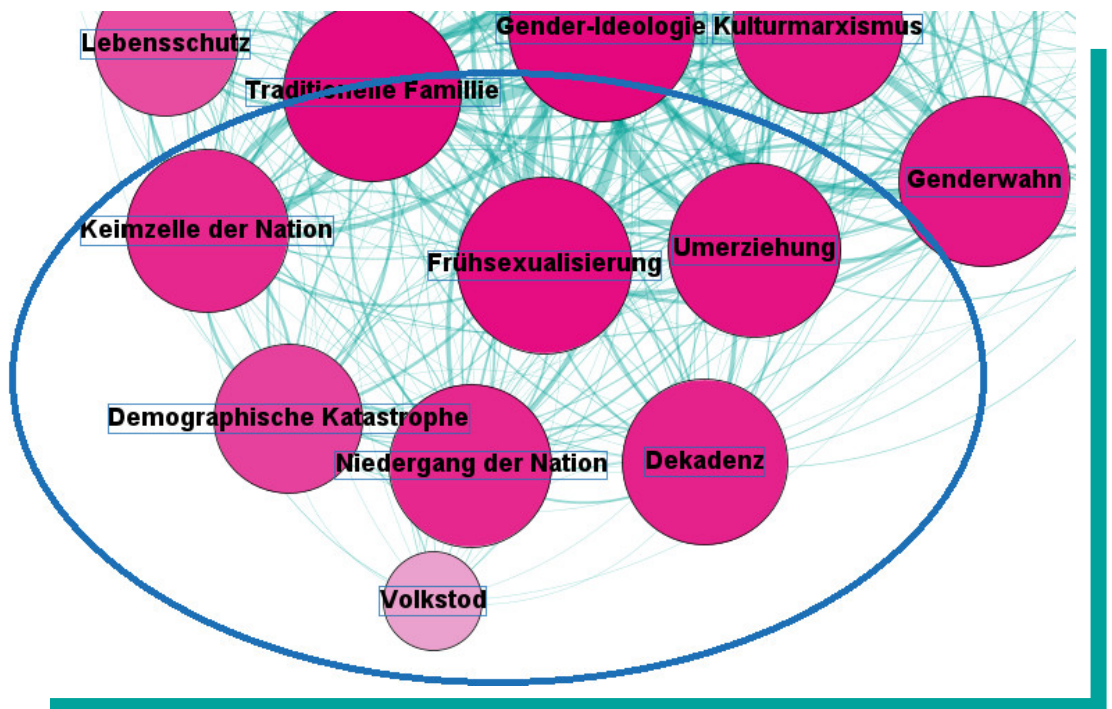 Gender-Ideologie
Kulturmarxismus
Lebensschutz
Traditionelle Famillie
Genderwahn
Keimzelle der Nation
Umerziehung
Frühsexualisierung
Demographische Katastrophe
Niedergang der Nation
Dekadenz
Volkstod